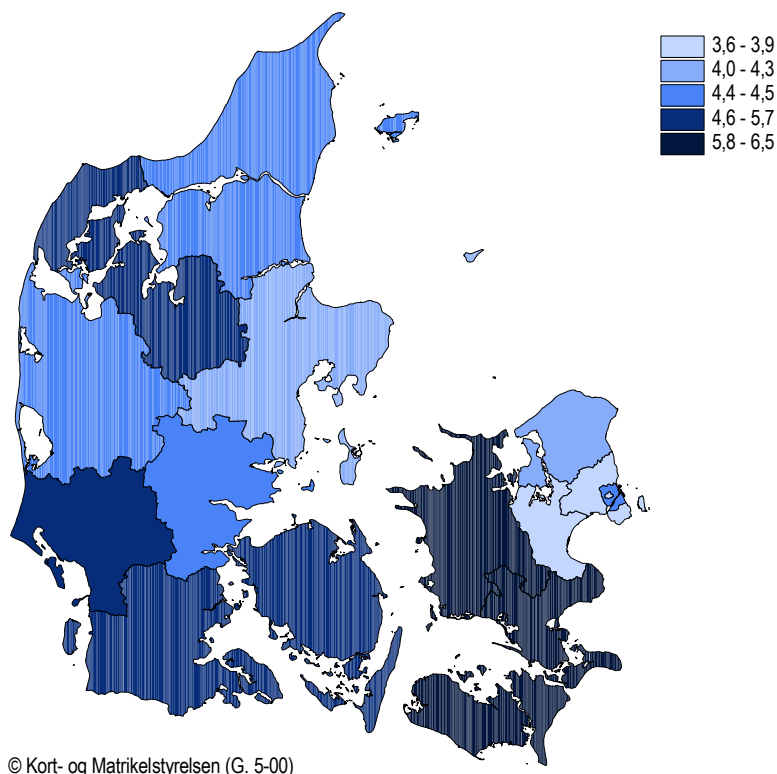 3,6 - 3,9
4,0 - 4,3
4,4 - 4,5
4,6 - 5,7
5,8 - 6,5
© Kort- og Matrikelstyrelsen (G. 5-00)